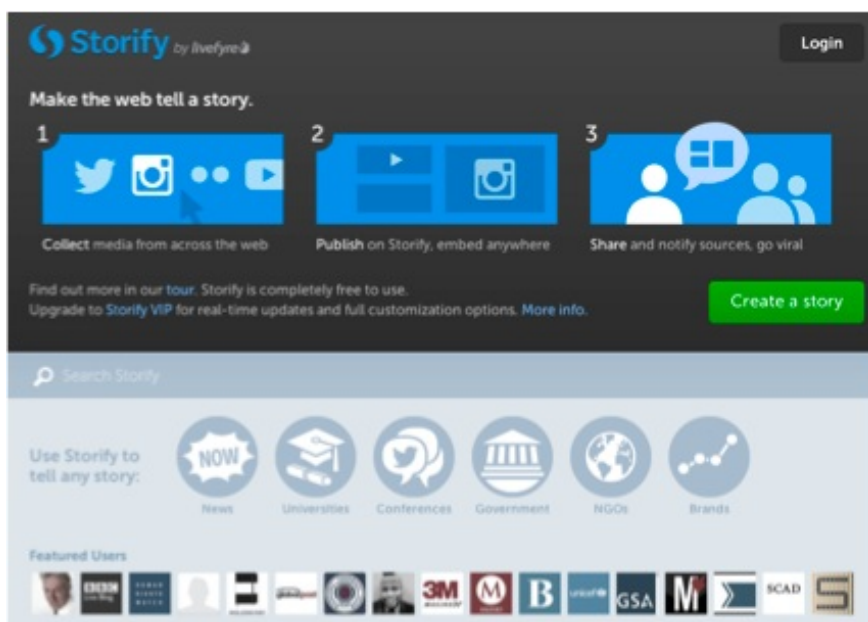 Storify by livefyre
Login
Make the web tell a story.
1
2
3
Collect media from across the web
Publish on Storify, embed anywhere
Share and notify sources, go viral
Find out more in our tour. Storify is completely free to use.
Upgrade to Storify VIP for real-time updates and full customization options. More info.
Create a story
Search Storify
Use Storify to
tell any story:
NOW
News
Universities
Conferences
Government
NGOs
Brands
Featured Users
BBC
HUMAN
RIGHTS
WATCH
3M
M
B
unicef
GSA
M
SCAD
S